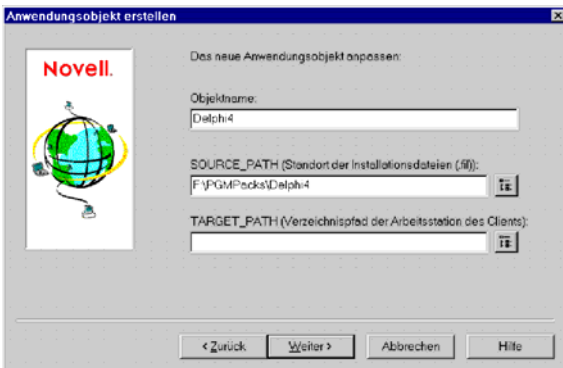 Anwendungsobjekt erstellen
Novell.
Das neue Anwendungsobjekt anpassen:
Objektname:
Delphi4
SOURCE_PATH (Standort der Installationsdateien (.fil)):
F:\PGMPacks\Delphi4
TARGET_PATH (Verzeichnispfad der Arbeitsstation des Clients):
< Zurück
Weiter >
Abbrechen
Hilfe